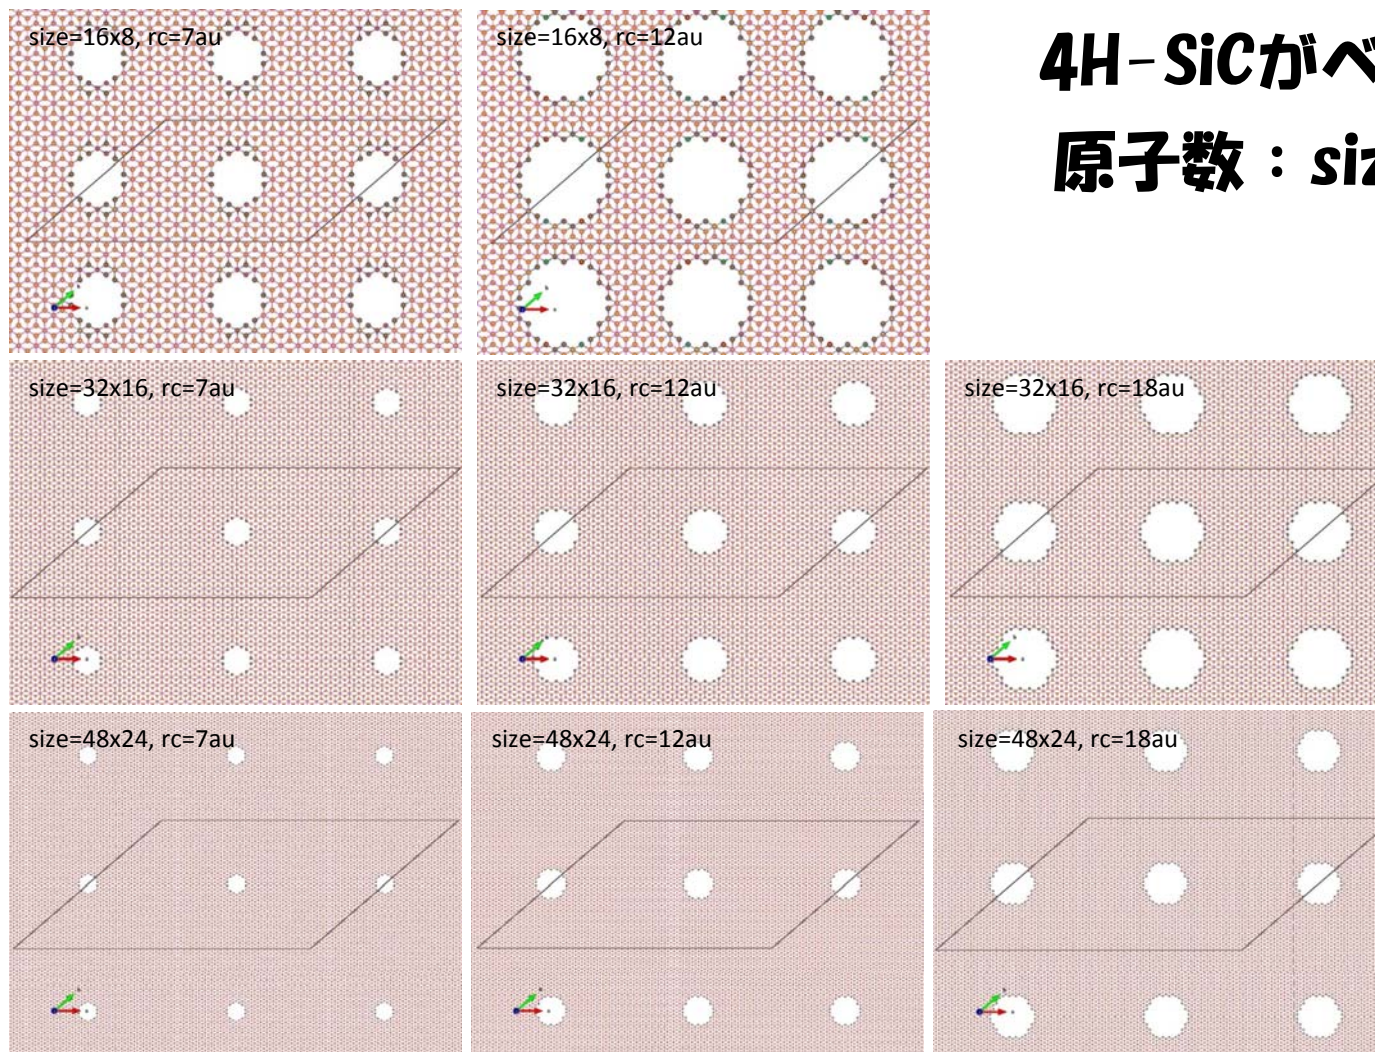 size=16x8, rc=7au
size=16x8, rc=12au
4H-SiCがベ
原子数：siz
size=32x16, rc=7au
size=32x16, rc=12au
size=32x16, rc=18au
size=48x24, rc=7au
size=48x24, rc=12au
size=48x24, rc=18au